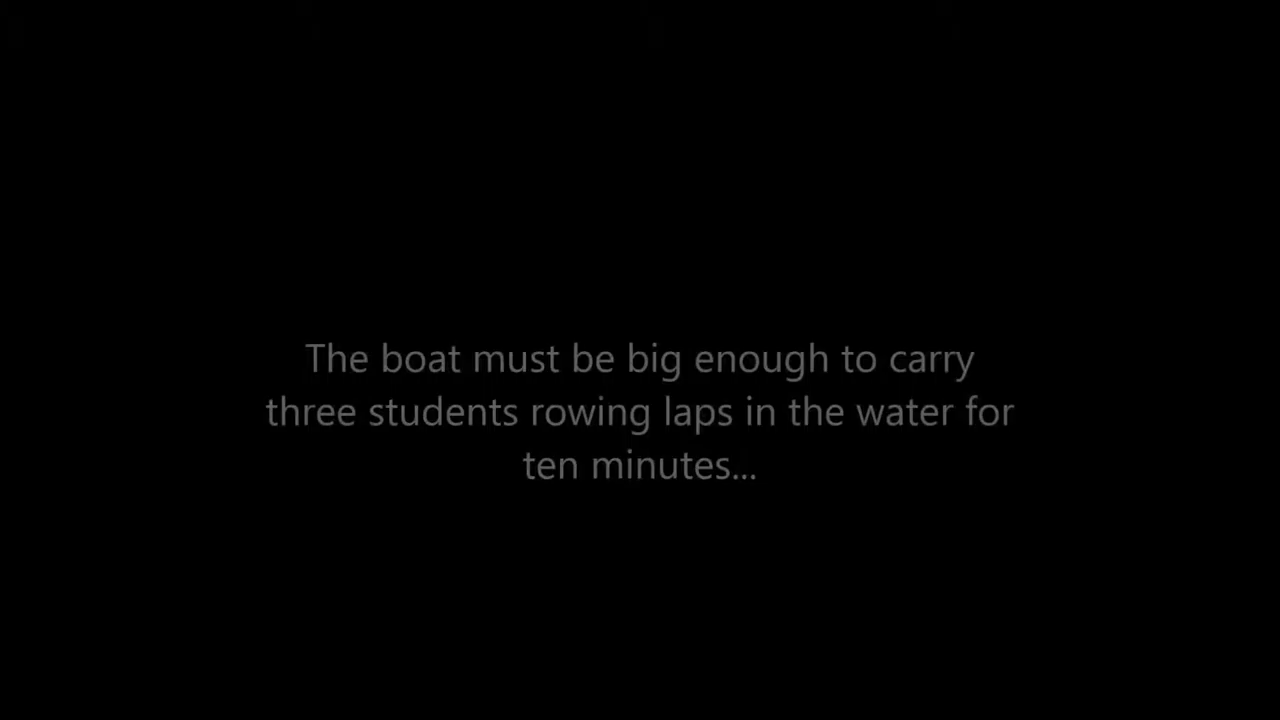 The boat must be big enough to carry
three students rowing laps in the water for
ten minutes...